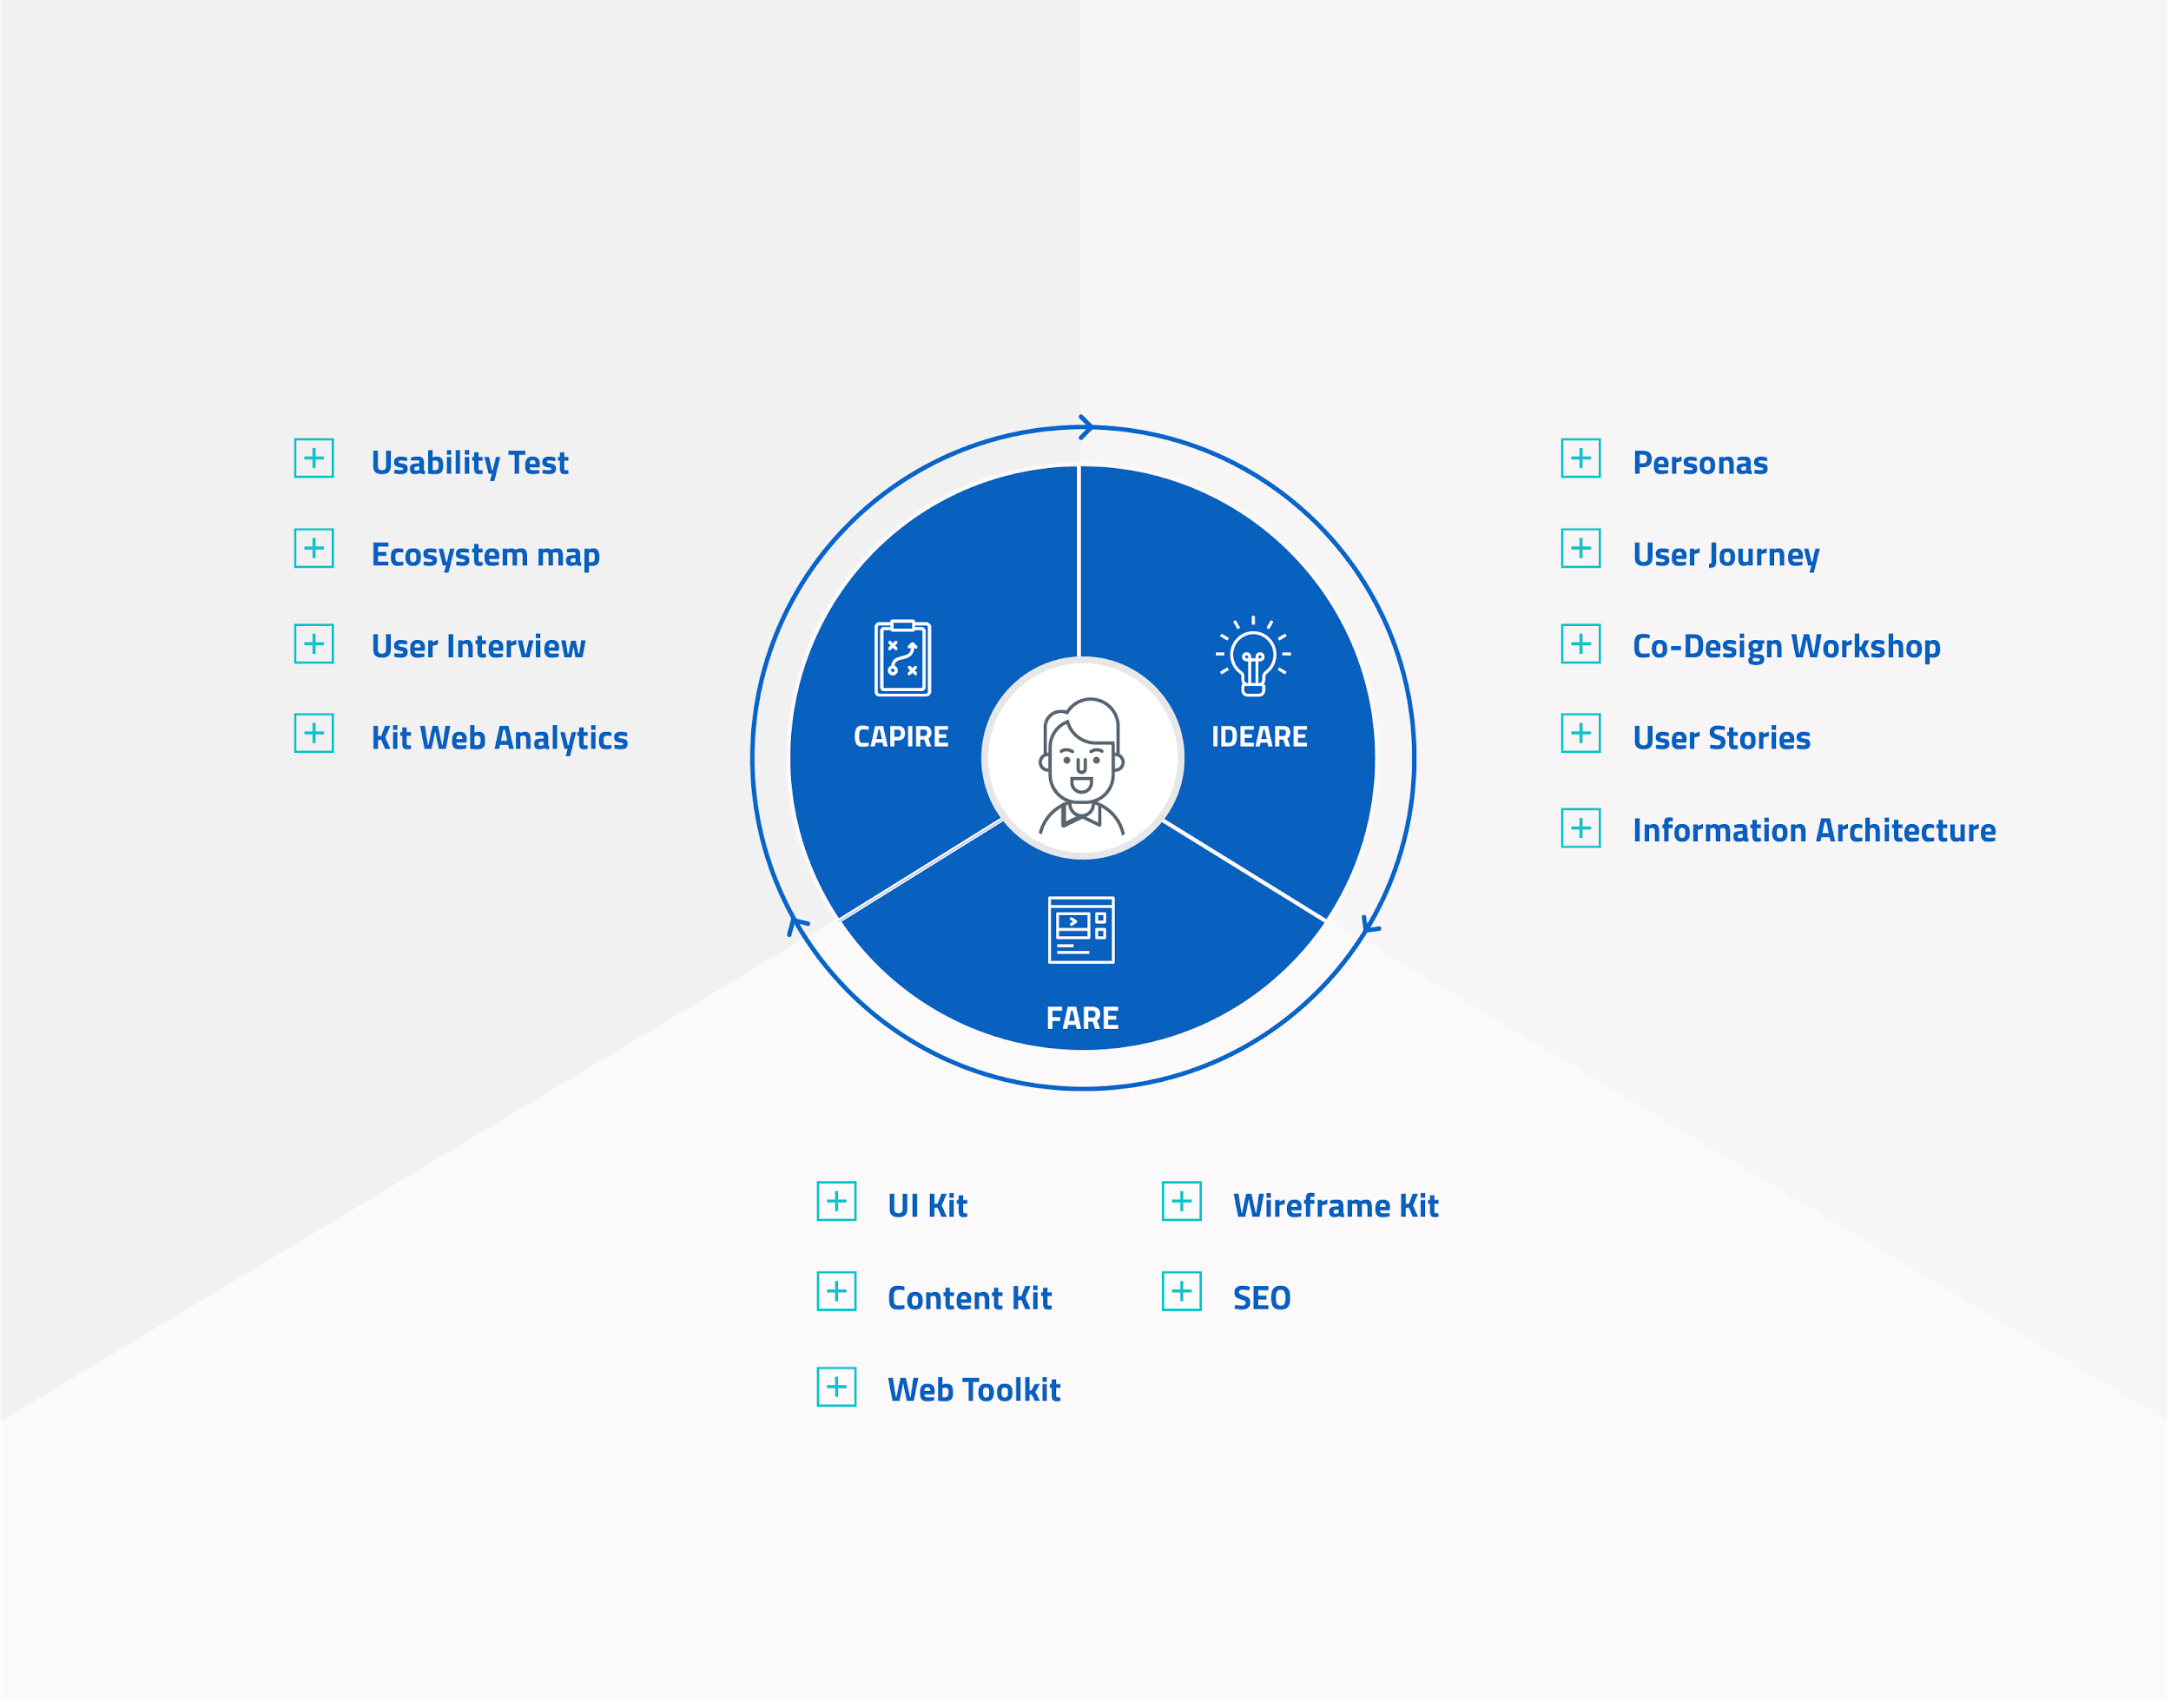 Usability Test
Ecosystem map
User Interview
Kit Web Analytics
CAPIRE
IDEARE
FARE
Personas
User Journey
Co-Design Workshop
User Stories
Information Architecture
UI Kit
Wireframe Kit
Content Kit
SEO
Web Toolkit